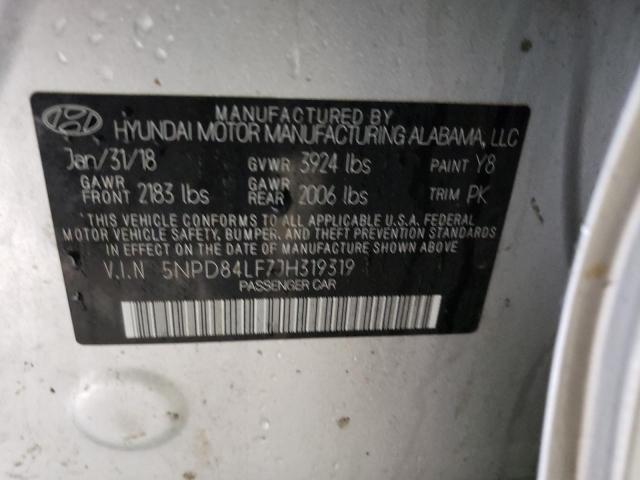 MANUFACTURED BY
HYUNDAI MOTOR MANUFACTURING ALABAMA, LLC
Jan/31/18 GVWR 3924 lbs PAINT Y8
GAWR FRONT 2183 lbs GAWR REAR 2006 lbs TRIM PK
THIS VEHICLE CONFORMS TO ALL APPLICABLE U.S.A. FEDERAL
MOTOR VEHICLE SAFETY, BUMPER, AND THEFT PREVENTION STANDARDS
IN EFFECT ON THE DATE OF MANUFACTURE SHOWN ABOVE.
V.I.N 5NPD84LF7JH319319
PASSENGER CAR